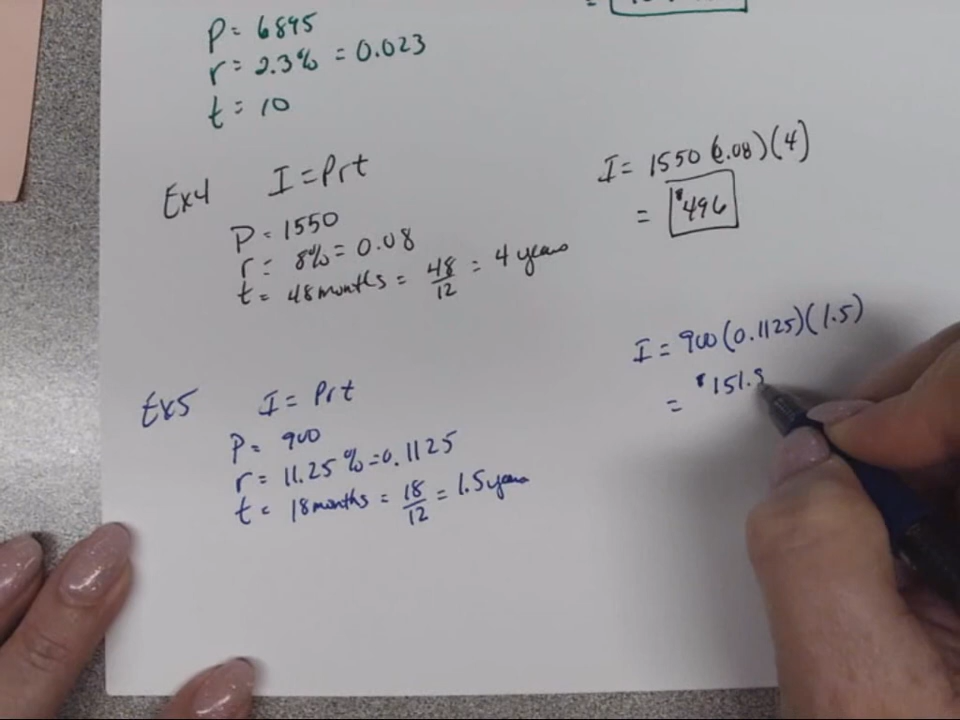 P = 6895
r = 2.3% = 0.023
t = 10
Ex4 I = Prt
P = 1550
r = 8% = 0.08
t = 48 months = 48/12 = 4 years
I = 1550 (0.08)(4)
= $496
Ex5 I = Prt
P = 900
r = 11.25% = 0.1125
t = 18 months = 18/12 = 1.5 years
I = 900 (0.1125)(1.5)
= $151.8